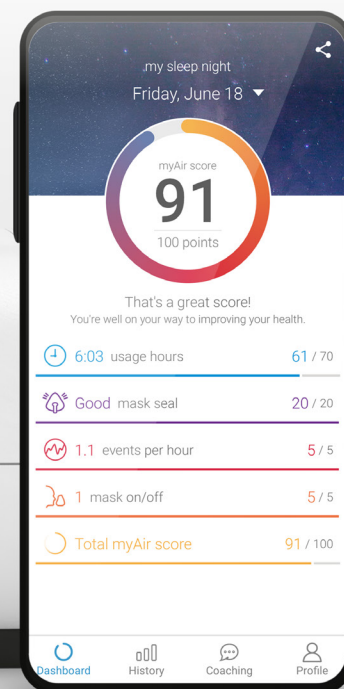 my sleep night
Friday, June 18
myAir score
91
100 points
That's a great score!
You're well on your way to improving your health.
6:03 usage hours 61 / 70
Good mask seal 20 / 20
1.1 events per hour 5 / 5
1 mask on/off 5 / 5
Total myAir score 91 / 100
Dashboard History Coaching Profile